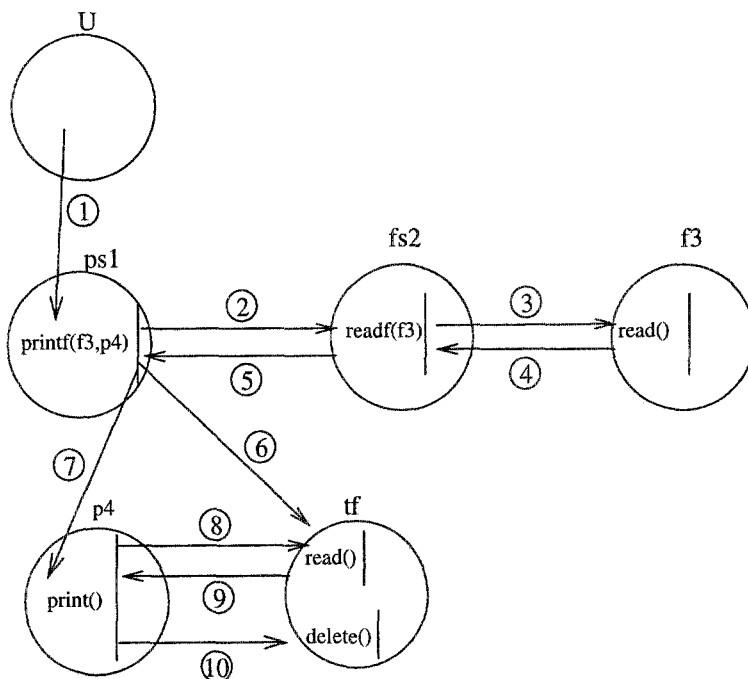 U
①
ps1
fs2
f3
printf(f3,p4)
②
readf(f3)
③
read()
⑤
④
⑦
⑥
p4
tf
⑧
read()
print()
⑨
delete()
⑩